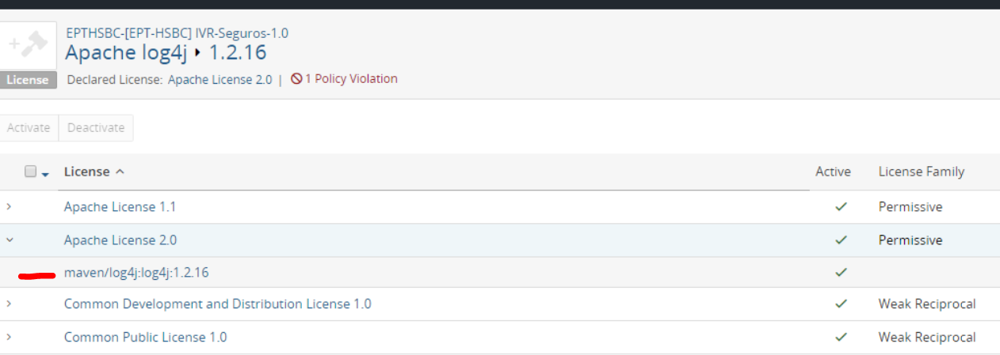 EPTHSBC-[EPT-HSBC] IVR-Seguros-1.0
Apache log4j 1.2.16
License Declared License: Apache License 2.0 | 1 Policy Violation
Activate Deactivate
License Active License Family
Apache License 1.1 Permissive
Apache License 2.0 Permissive
maven/log4j:log4j:1.2.16
Common Development and Distribution License 1.0 Weak Reciprocal
Common Public License 1.0 Weak Reciprocal